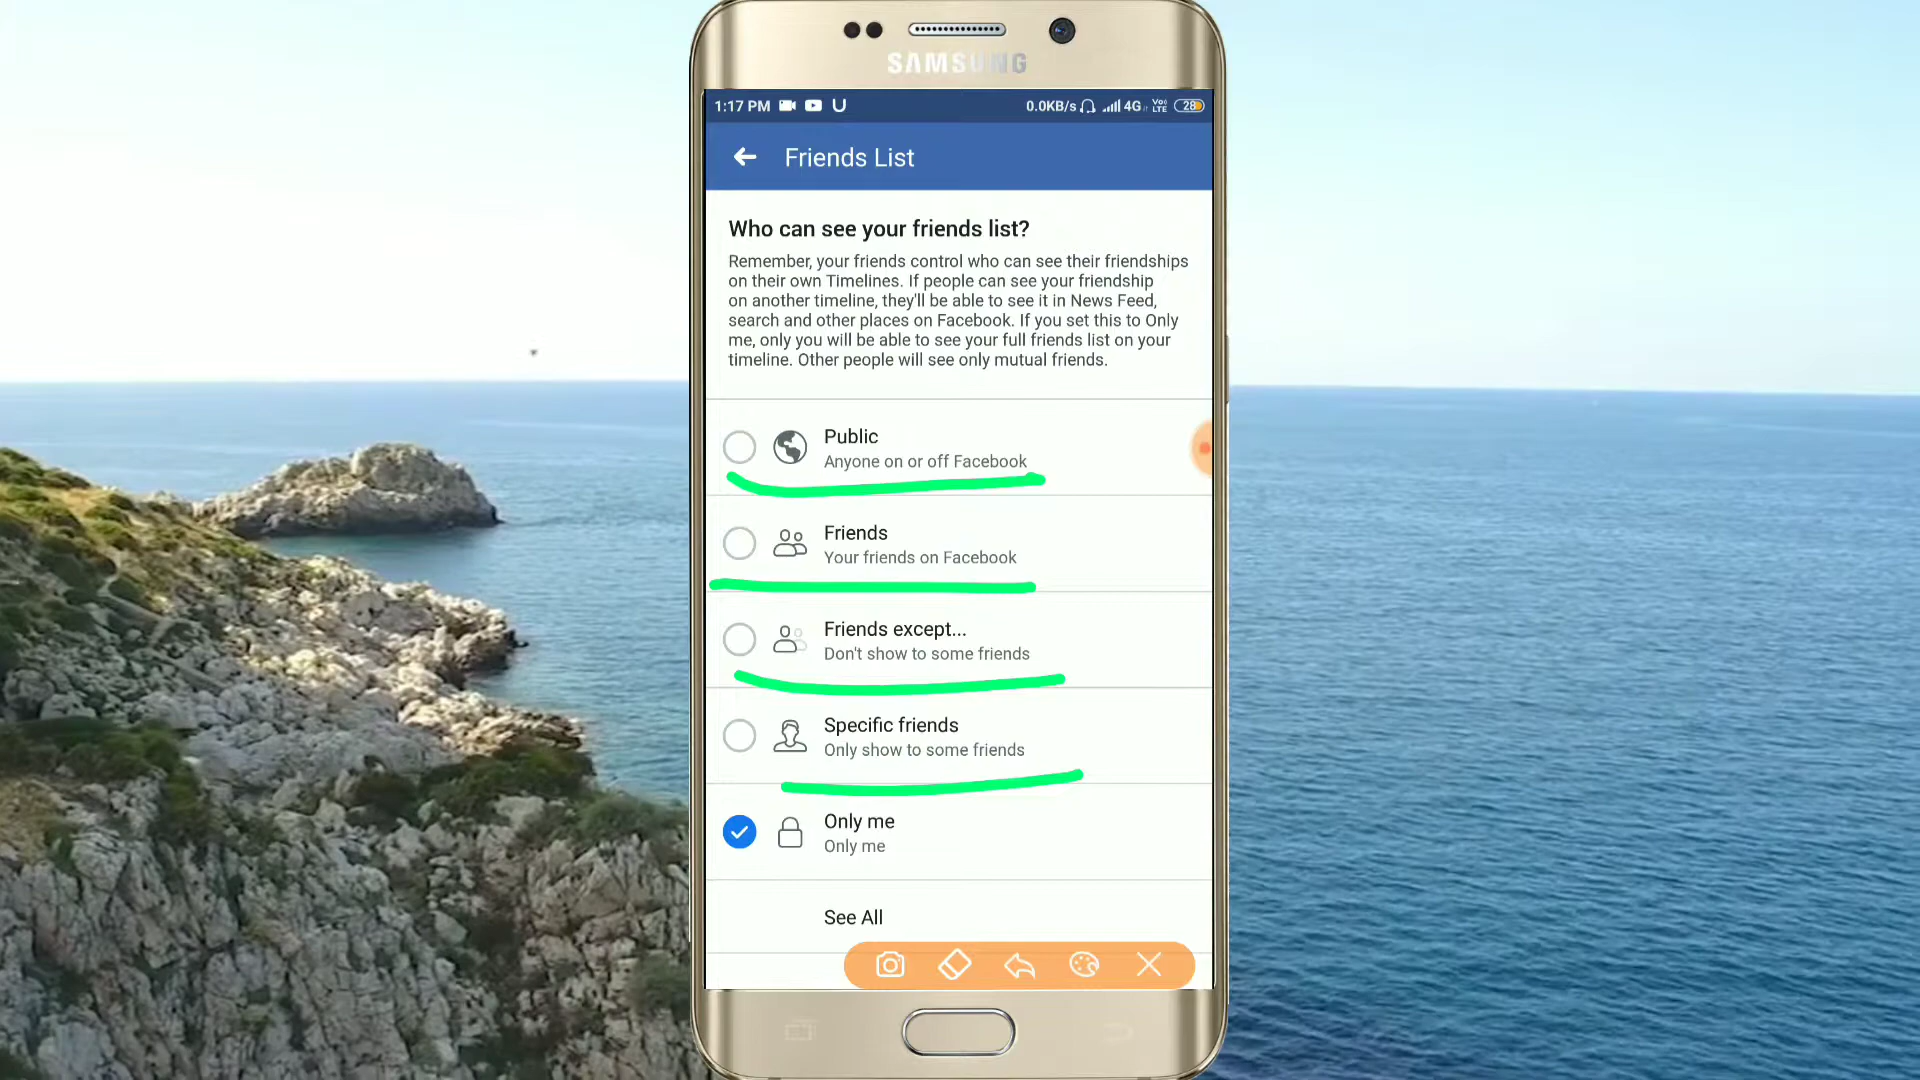 SAMSUNG
1:17 PM 0.0KB/s 4G Vo LTE 28
Friends List
Who can see your friends list?
Remember, your friends control who can see their friendships
on their own Timelines. If people can see your friendship
on another timeline, they'll be able to see it in News Feed,
search and other places on Facebook. If you set this to Only
me, only you will be able to see your full friends list on your
timeline. Other people will see only mutual friends.
Public
Anyone on or off Facebook
Friends
Your friends on Facebook
Friends except...
Don't show to some friends
Specific friends
Only show to some friends
Only me
Only me
See All